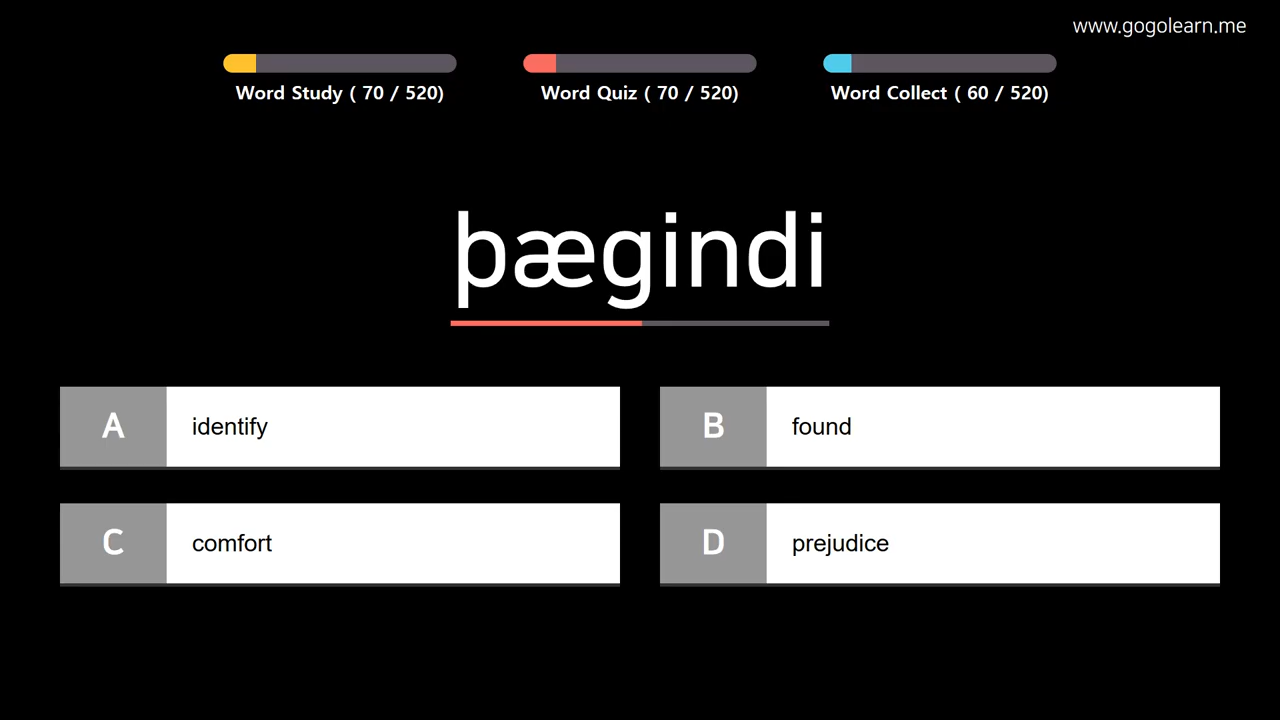 www.gogolearn.me
Word Study ( 70 / 520)
Word Quiz ( 70 / 520)
Word Collect ( 60 / 520)
þægindi
A identify
B found
C comfort
D prejudice